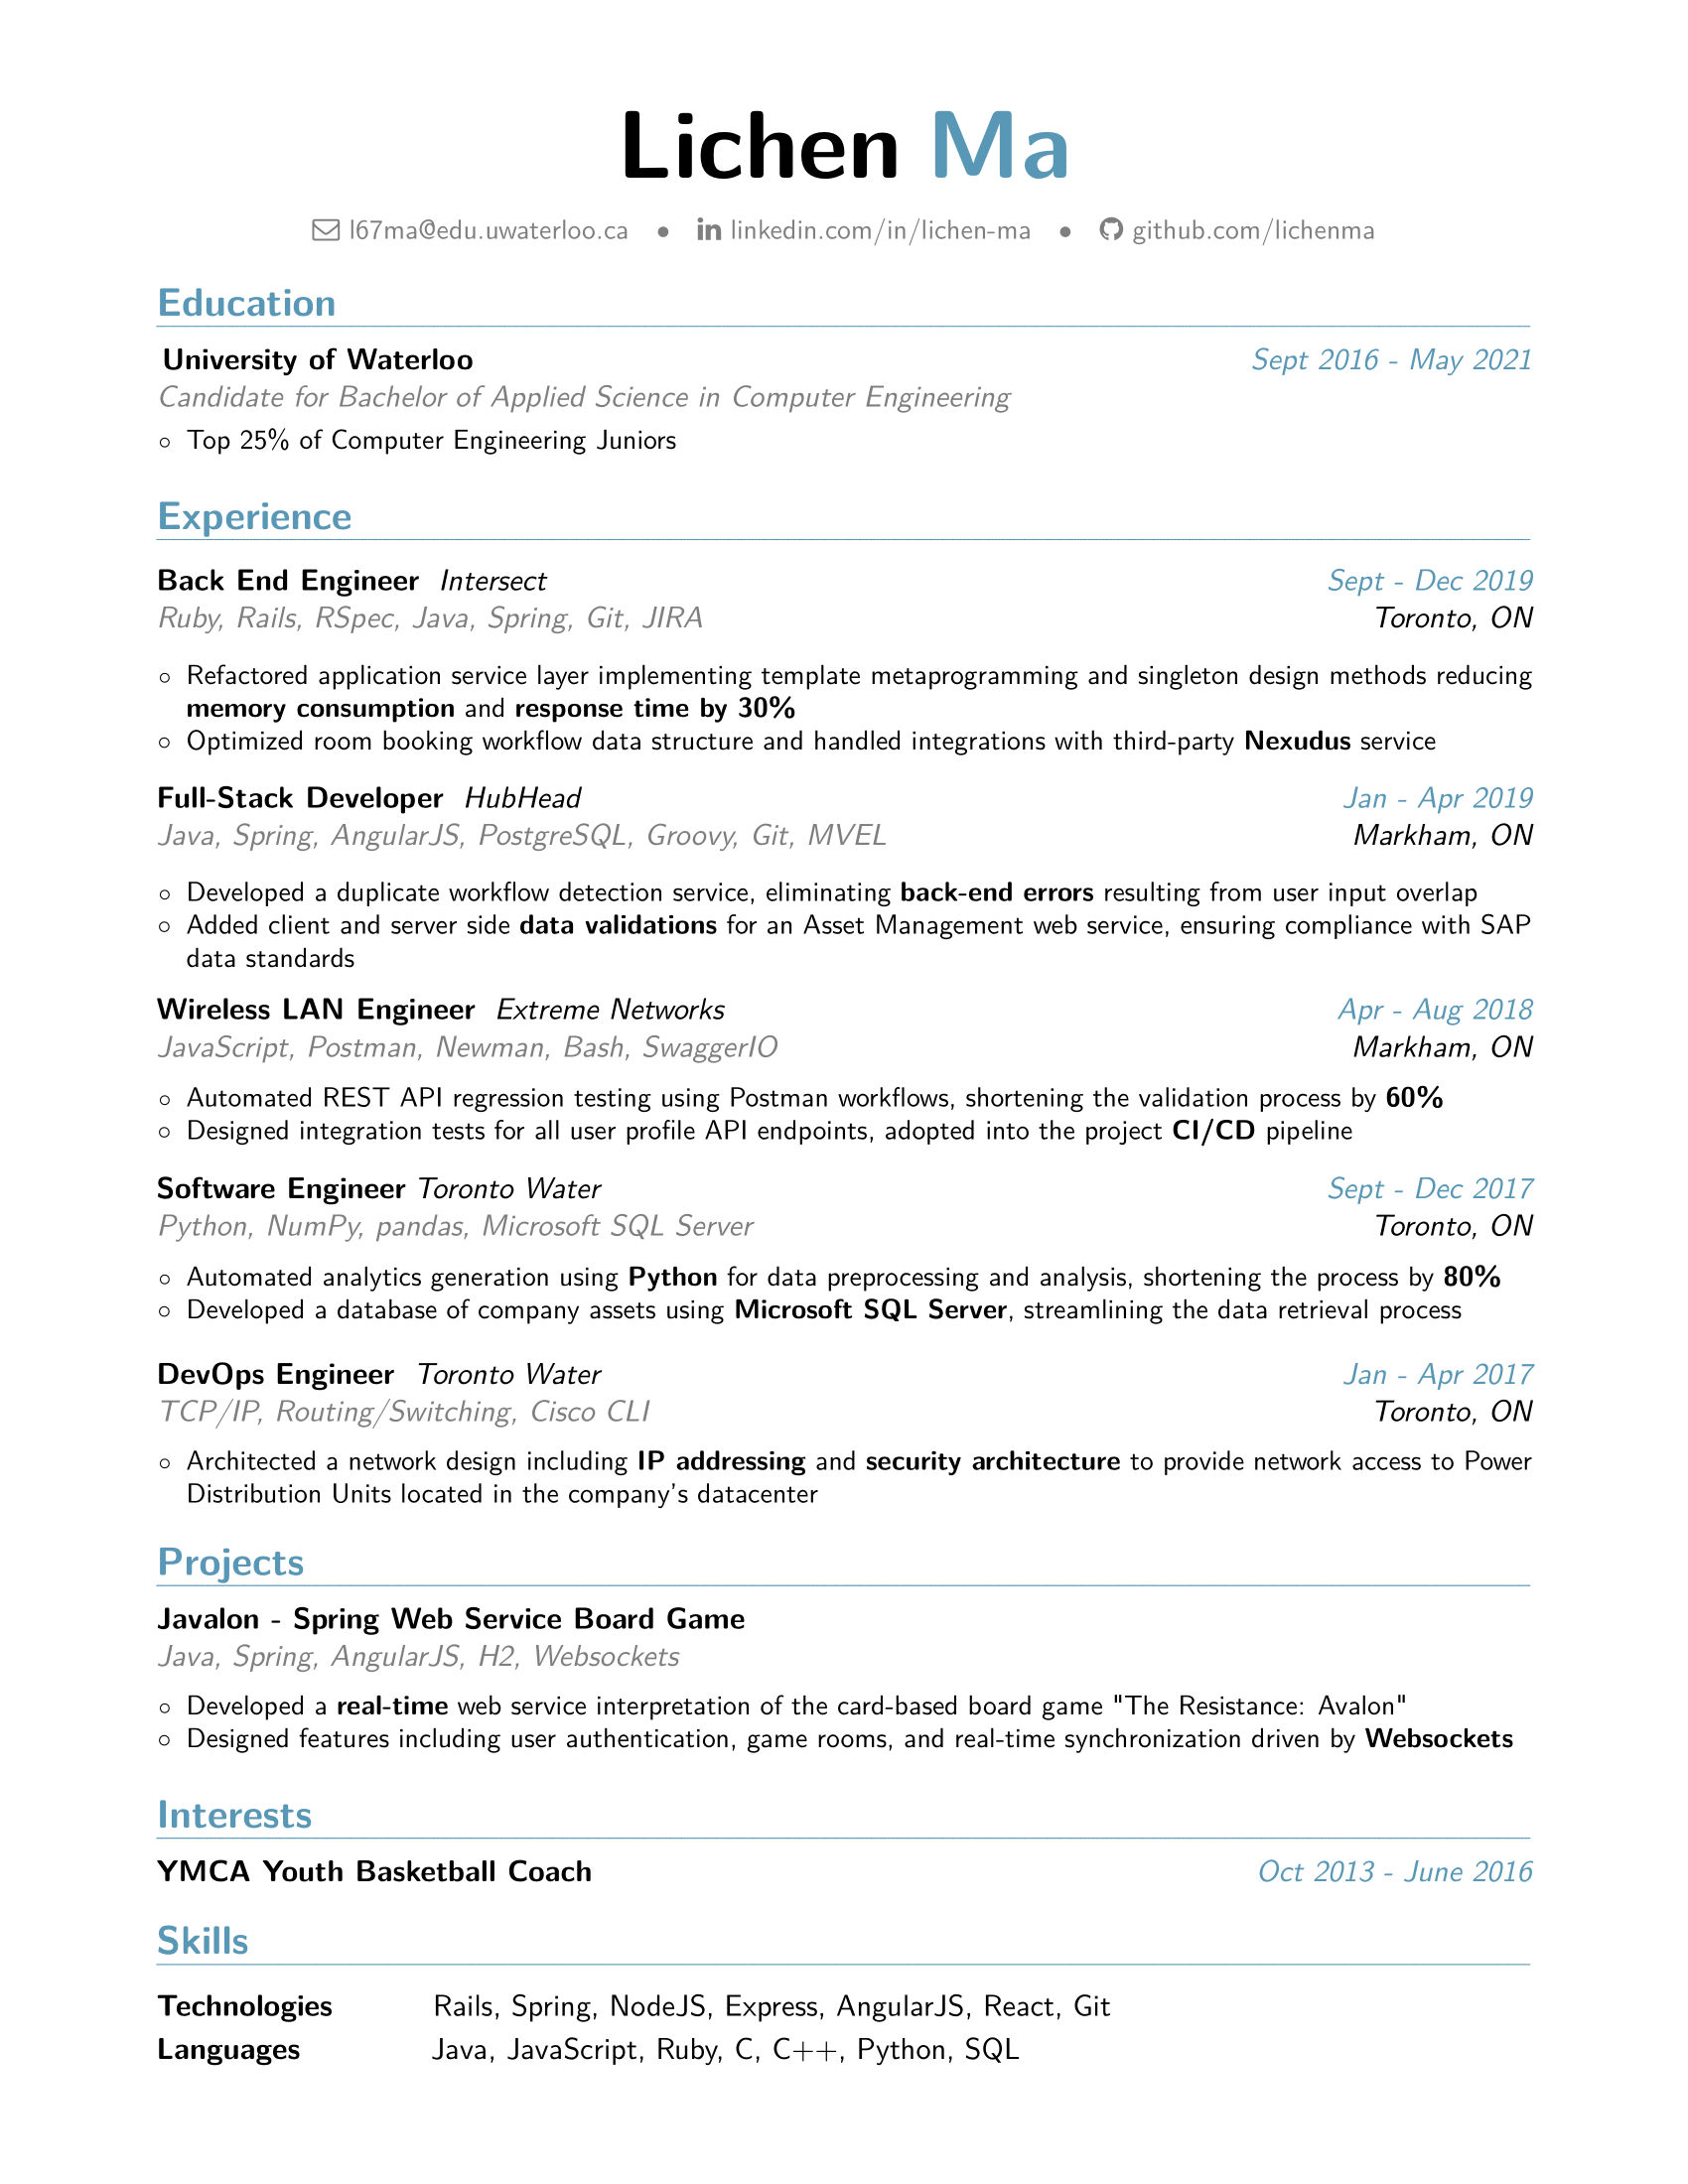 Lichen Ma
l67ma@edu.uwaterloo.ca • linkedin.com/in/lichen-ma • github.com/lichenma
Education
University of Waterloo Sept 2016 - May 2021
Candidate for Bachelor of Applied Science in Computer Engineering
◦ Top 25% of Computer Engineering Juniors
Experience
Back End Engineer Intersect Sept - Dec 2019
Ruby, Rails, RSpec, Java, Spring, Git, JIRA Toronto, ON
◦ Refactored application service layer implementing template metaprogramming and singleton design methods reducing
memory consumption and response time by 30%
◦ Optimized room booking workflow data structure and handled integrations with third-party Nexudus service
Full-Stack Developer HubHead Jan - Apr 2019
Java, Spring, AngularJS, PostgreSQL, Groovy, Git, MVEL Markham, ON
◦ Developed a duplicate workflow detection service, eliminating back-end errors resulting from user input overlap
◦ Added client and server side data validations for an Asset Management web service, ensuring compliance with SAP
data standards
Wireless LAN Engineer Extreme Networks Apr - Aug 2018
JavaScript, Postman, Newman, Bash, SwaggerIO Markham, ON
◦ Automated REST API regression testing using Postman workflows, shortening the validation process by 60%
◦ Designed integration tests for all user profile API endpoints, adopted into the project CI/CD pipeline
Software Engineer Toronto Water Sept - Dec 2017
Python, NumPy, pandas, Microsoft SQL Server Toronto, ON
◦ Automated analytics generation using Python for data preprocessing and analysis, shortening the process by 80%
◦ Developed a database of company assets using Microsoft SQL Server, streamlining the data retrieval process
DevOps Engineer Toronto Water Jan - Apr 2017
TCP/IP, Routing/Switching, Cisco CLI Toronto, ON
◦ Architected a network design including IP addressing and security architecture to provide network access to Power
Distribution Units located in the company's datacenter
Projects
Javalon - Spring Web Service Board Game
Java, Spring, AngularJS, H2, Websockets
◦ Developed a real-time web service interpretation of the card-based board game "The Resistance: Avalon"
◦ Designed features including user authentication, game rooms, and real-time synchronization driven by Websockets
Interests
YMCA Youth Basketball Coach Oct 2013 - June 2016
Skills
Technologies Rails, Spring, NodeJS, Express, AngularJS, React, Git
Languages Java, JavaScript, Ruby, C, C++, Python, SQL